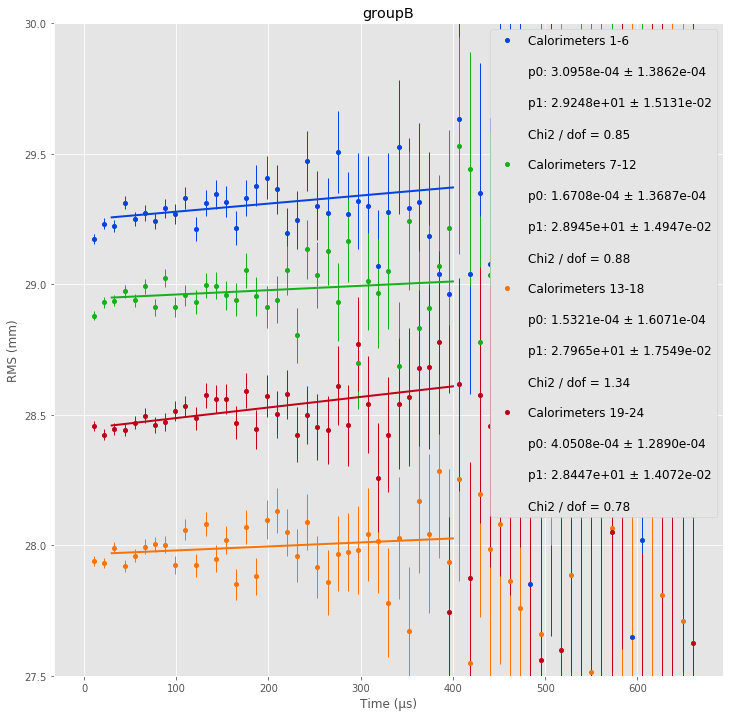 groupB
30.0
29.5
29.0
28.5
28.0
27.5
RMS (mm)
0
100
200
300
400
500
600
Time (μs)
Calorimeters 1-6
p0: 3.0958e-04 ± 1.3862e-04
p1: 2.9248e+01 ± 1.5131e-02
Chi2 / dof = 0.85
Calorimeters 7-12
p0: 1.6708e-04 ± 1.3687e-04
p1: 2.8945e+01 ± 1.4947e-02
Chi2 / dof = 0.88
Calorimeters 13-18
p0: 1.5321e-04 ± 1.6071e-04
p1: 2.7965e+01 ± 1.7549e-02
Chi2 / dof = 1.34
Calorimeters 19-24
p0: 4.0508e-04 ± 1.2890e-04
p1: 2.8447e+01 ± 1.4072e-02
Chi2 / dof = 0.78